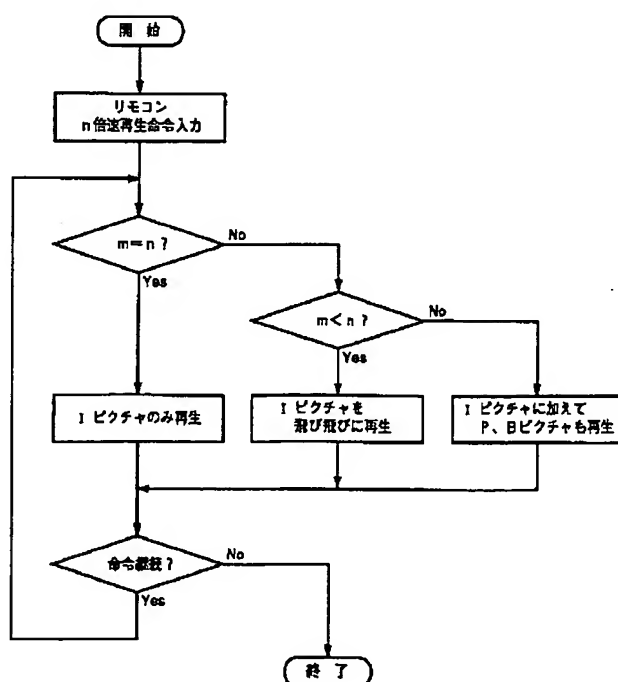 開始
リモコン
n倍速再生命令入力
m=n?
No
Yes
m<n?
No
Yes
I ピクチャのみ再生
I ピクチャを
飛び飛びに再生
I ピクチャに加えて
P、Bピクチャも再生
命令継続?
No
Yes
終了